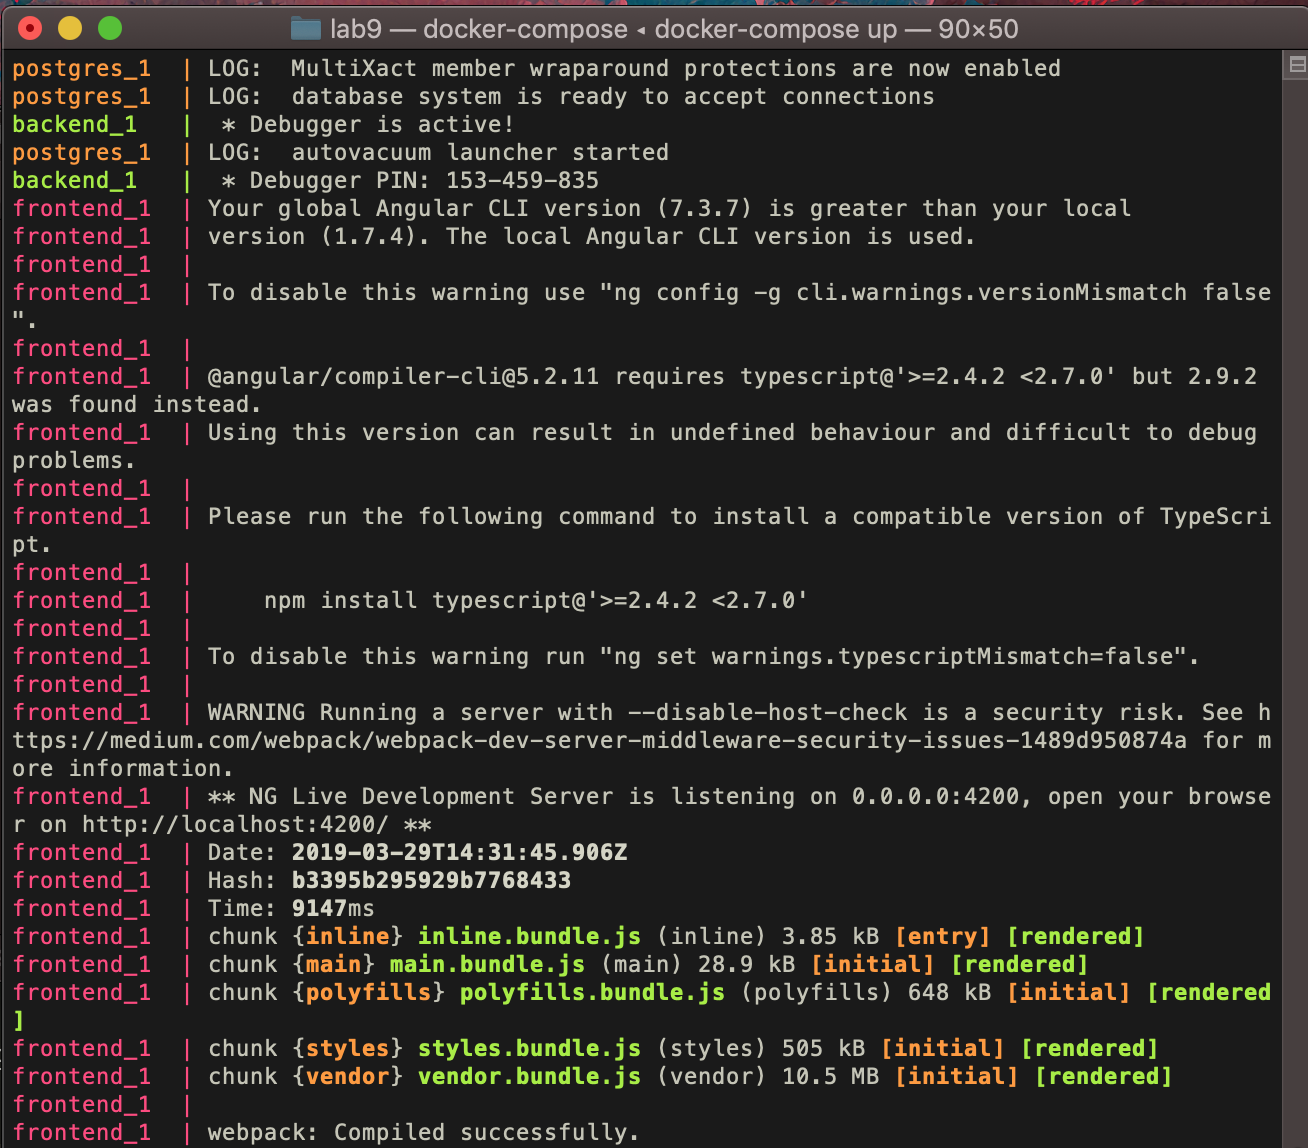 lab9 — docker-compose ◂ docker-compose up — 90×50
postgres_1  | LOG:  MultiXact member wraparound protections are now enabled
postgres_1  | LOG:  database system is ready to accept connections
backend_1   |  * Debugger is active!
postgres_1  | LOG:  autovacuum launcher started
backend_1   |  * Debugger PIN: 153-459-835
frontend_1  | Your global Angular CLI version (7.3.7) is greater than your local
frontend_1  | version (1.7.4). The local Angular CLI version is used.
frontend_1  |
frontend_1  | To disable this warning use "ng config -g cli.warnings.versionMismatch false
".
frontend_1  |
frontend_1  | @angular/compiler-cli@5.2.11 requires typescript@'>=2.4.2 <2.7.0' but 2.9.2
was found instead.
frontend_1  | Using this version can result in undefined behaviour and difficult to debug
problems.
frontend_1  |
frontend_1  | Please run the following command to install a compatible version of TypeScri
pt.
frontend_1  |
frontend_1  |     npm install typescript@'>=2.4.2 <2.7.0'
frontend_1  |
frontend_1  | To disable this warning run "ng set warnings.typescriptMismatch=false".
frontend_1  |
frontend_1  | WARNING Running a server with --disable-host-check is a security risk. See h
ttps://medium.com/webpack/webpack-dev-server-middleware-security-issues-1489d950874a for m
ore information.
frontend_1  | ** NG Live Development Server is listening on 0.0.0.0:4200, open your browse
r on http://localhost:4200/ **
frontend_1  | Date: 2019-03-29T14:31:45.906Z
frontend_1  | Hash: b3395b295929b7768433
frontend_1  | Time: 9147ms
frontend_1  | chunk {inline} inline.bundle.js (inline) 3.85 kB [entry] [rendered]
frontend_1  | chunk {main} main.bundle.js (main) 28.9 kB [initial] [rendered]
frontend_1  | chunk {polyfills} polyfills.bundle.js (polyfills) 648 kB [initial] [rendered
]
frontend_1  | chunk {styles} styles.bundle.js (styles) 505 kB [initial] [rendered]
frontend_1  | chunk {vendor} vendor.bundle.js (vendor) 10.5 MB [initial] [rendered]
frontend_1  |
frontend_1  | webpack: Compiled successfully.